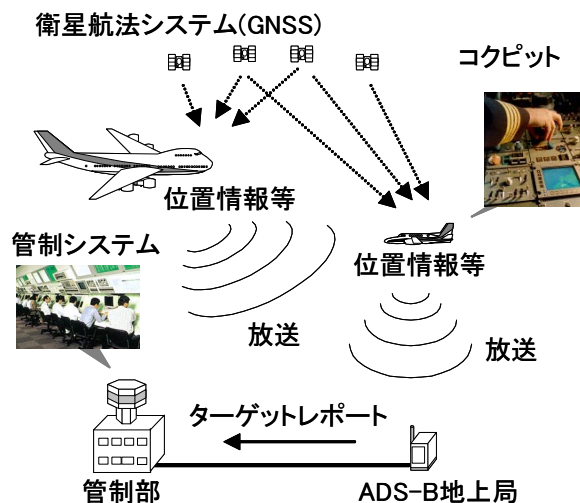 衛星航法システム(GNSS)
コクピット
位置情報等
管制システム
位置情報等
放送
放送
ターゲットレポート
管制部
ADS-B地上局